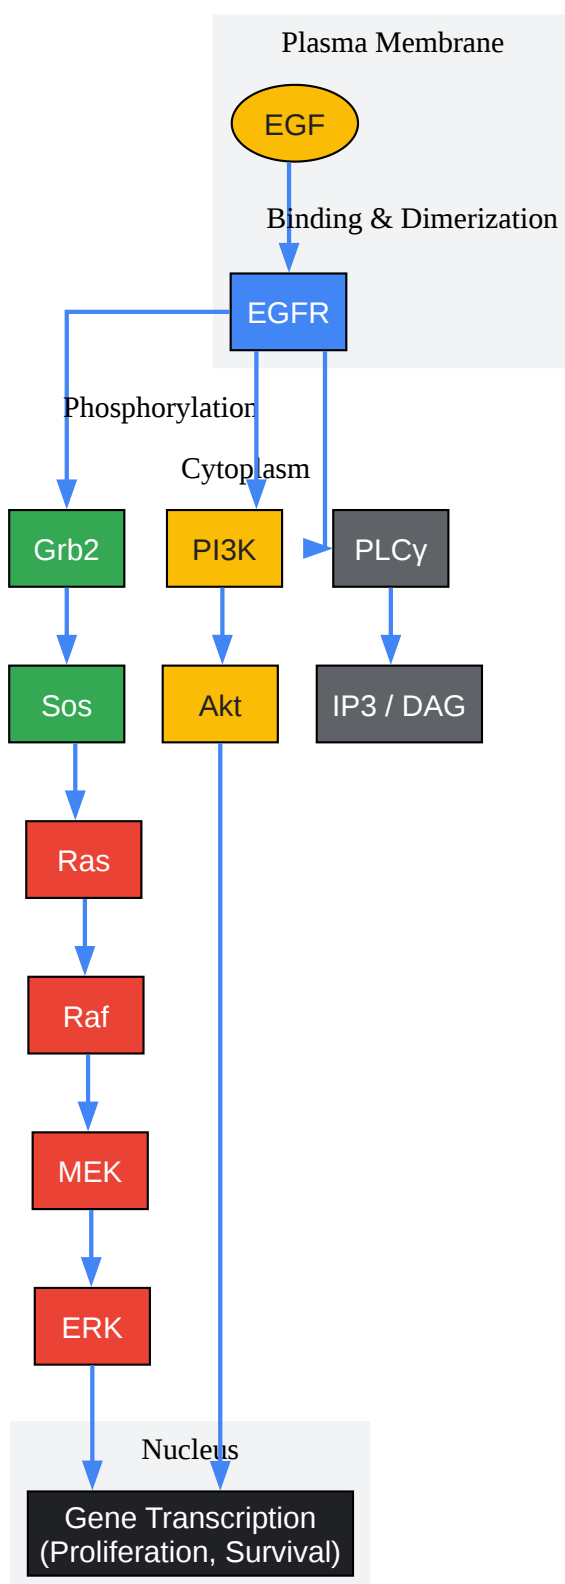 Plasma Membrane
EGF
Binding & Dimerization
EGFR
Phosphorylation
Cytoplasm
Grb2
PI3K
PLCγ
Sos
Akt
IP3 / DAG
Ras
Raf
MEK
ERK
Nucleus
Gene Transcription
(Proliferation, Survival)